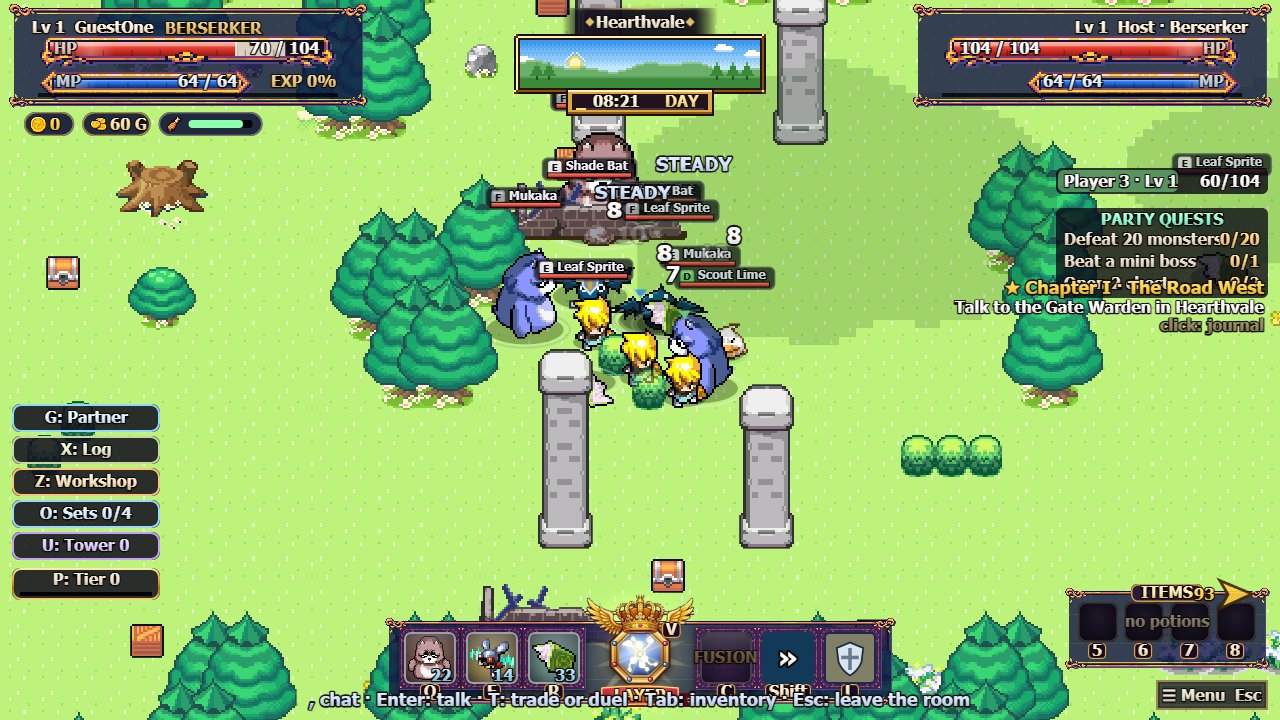 Lv 1 GuestOne BERSERKER
HP 70 / 104
MP 64 / 64 EXP 0%
0 60 G
Hearthvale
08:21 DAY
Lv 1 Host · Berserker
104 / 104 HP
64 / 64 MP
E Leaf Sprite
Player 3 · Lv 1 60/104
PARTY QUESTS
Defeat 20 monsters 0/20
Beat a mini boss 0/1
★ Chapter I · The Road West
Talk to the Gate Warden in Hearthvale
click: journal
E Shade Bat
STEADY
F Mukaka
STEADY Bat
8 F Leaf Sprite
8
8 E Mukaka
E Leaf Sprite
7 D Scout Lime
G: Partner
X: Log
Z: Workshop
O: Sets 0/4
U: Tower 0
P: Tier 0
ITEMS 93
no potions
5 6 7 8
22 33
V
FUSION
Shift
, chat · Enter: talk · T: trade or duel · Tab: inventory · Esc: leave the room
Menu Esc